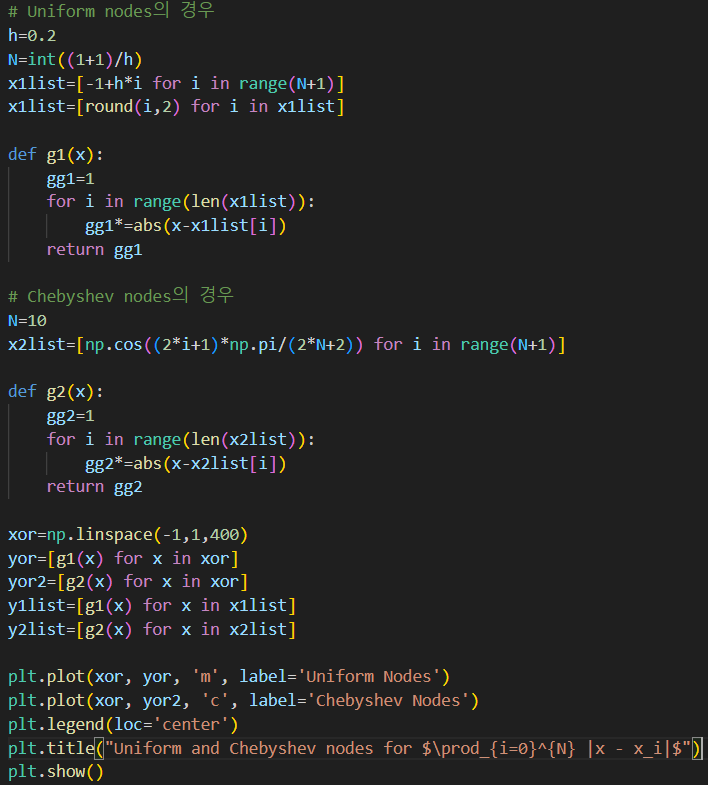 # Uniform nodes의 경우
h=0.2
N=int((1+1)/h)
x1list=[-1+h*i for i in range(N+1)]
x1list=[round(i,2) for i in x1list]

def g1(x):
    gg1=1
    for i in range(len(x1list)):
        gg1*=abs(x-x1list[i])
    return gg1

# Chebyshev nodes의 경우
N=10
x2list=[np.cos((2*i+1)*np.pi/(2*N+2)) for i in range(N+1)]

def g2(x):
    gg2=1
    for i in range(len(x2list)):
        gg2*=abs(x-x2list[i])
    return gg2

xor=np.linspace(-1,1,400)
yor=[g1(x) for x in xor]
yor2=[g2(x) for x in xor]
y1list=[g1(x) for x in x1list]
y2list=[g2(x) for x in x2list]

plt.plot(xor, yor, 'm', label='Uniform Nodes')
plt.plot(xor, yor2, 'c', label='Chebyshev Nodes')
plt.legend(loc='center')
plt.title("Uniform and Chebyshev nodes for $\prod_{i=0}^{N} |x - x_i|$")
plt.show()